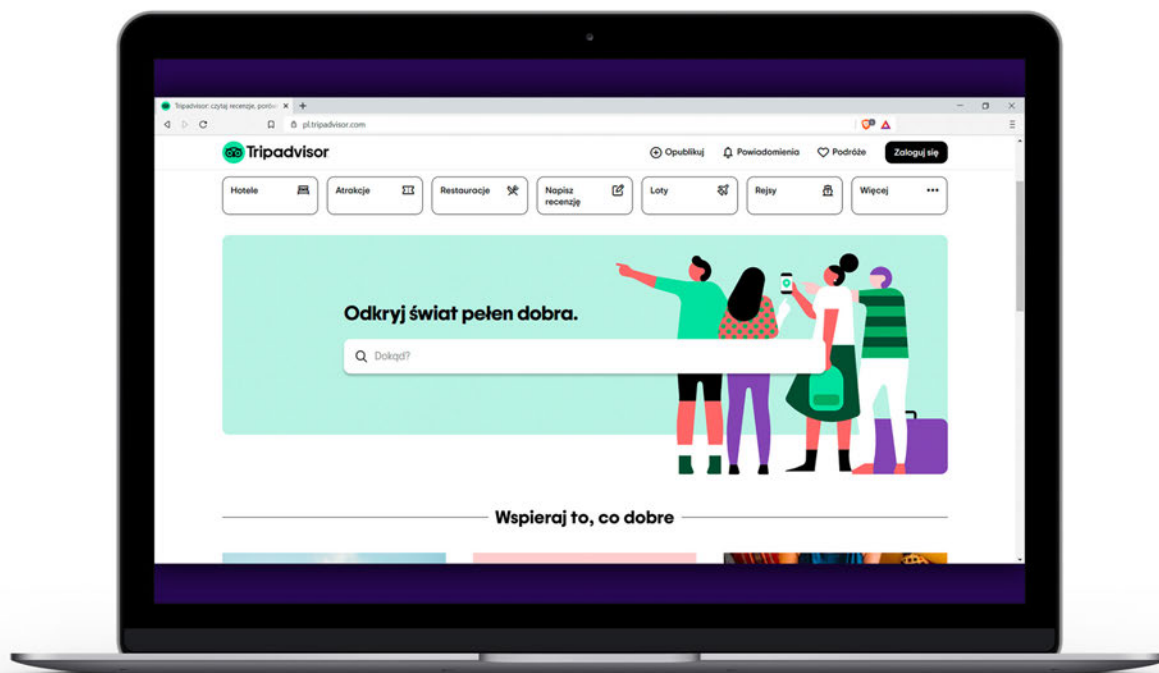 Tripadvisor: czytaj recenzje, porów
pl.tripadvisor.com
Tripadvisor
Opublikuj
Powiadomienia
Podróże
Zaloguj się
Hotele
Atrakcje
Restauracje
Napisz
recenzję
Loty
Rejsy
Więcej
Odkryj świat pełen dobra.
Dokąd?
Wspieraj to, co dobre